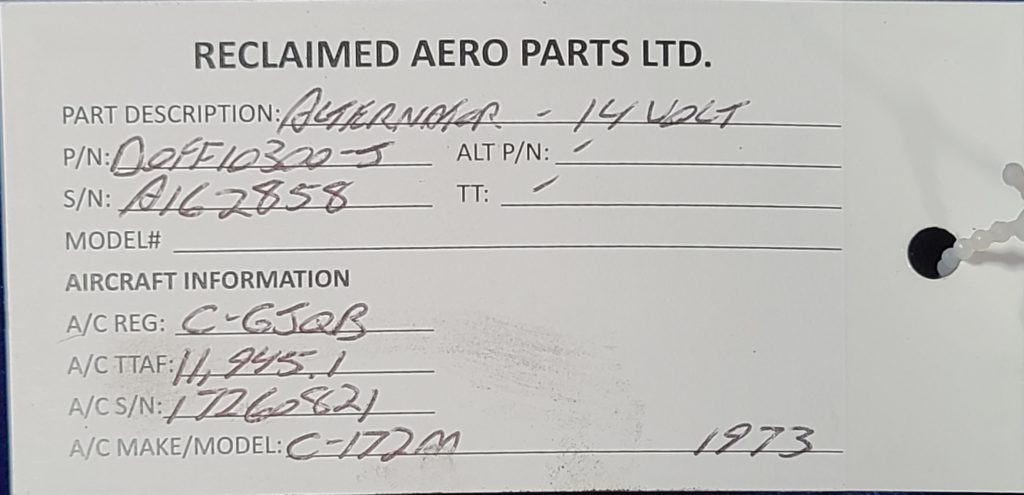 RECLAIMED AERO PARTS LTD.
PART DESCRIPTION: ALTERNATOR - 14 VOLT
P/N: DOFF10300-J ALT P/N: -
S/N: A162858 TT: -
MODEL#
AIRCRAFT INFORMATION
A/C REG: C-GJQB
A/C TTAF: 11,945.1
A/C S/N: 17260821
A/C MAKE/MODEL: C-172M 1973